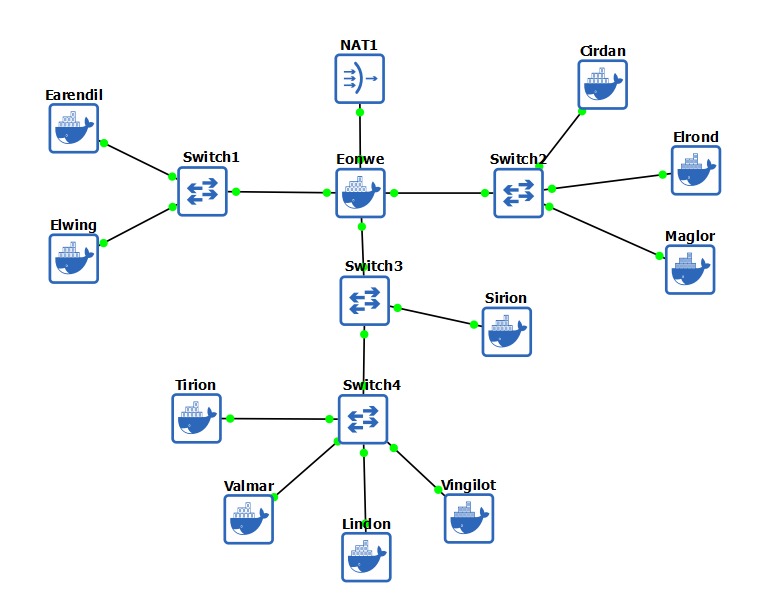 NAT1
Cirdan
Earendil
Elrond
Switch1
Eonwe
Switch2
Elwing
Maglor
Switch3
Sirion
Tirion
Switch4
Valmar
Vingilot
Lindon